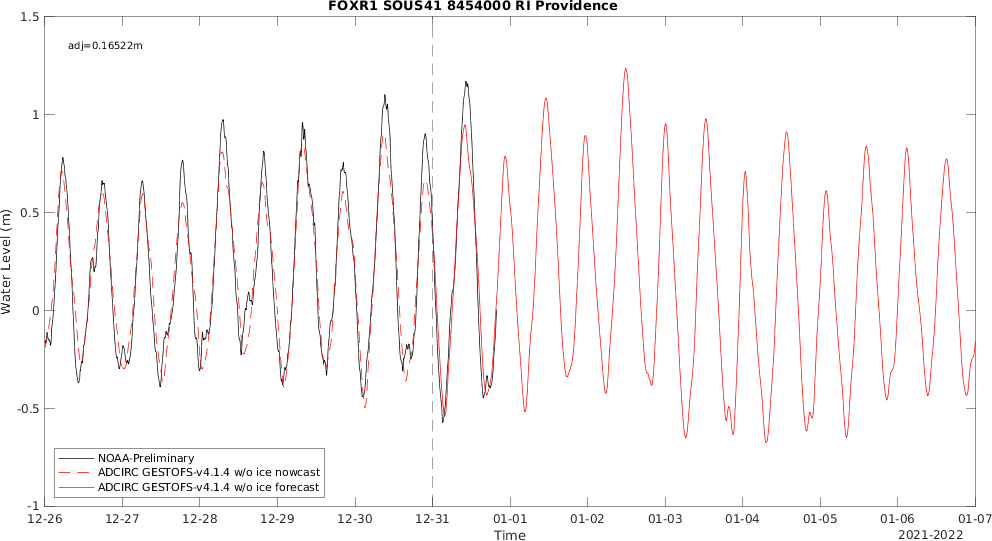 FOXR1 SOUS41 8454000 RI Providence
1.5
adj=0.16522m
1
0.5
Water Level (m)
0
-0.5
NOAA-Preliminary
ADCIRC GESTOFS-v4.1.4 w/o ice nowcast
ADCIRC GESTOFS-v4.1.4 w/o ice forecast
-1
12-26 12-27 12-28 12-29 12-30 12-31 01-01 01-02 01-03 01-04 01-05 01-06 01-07
Time
2021-2022